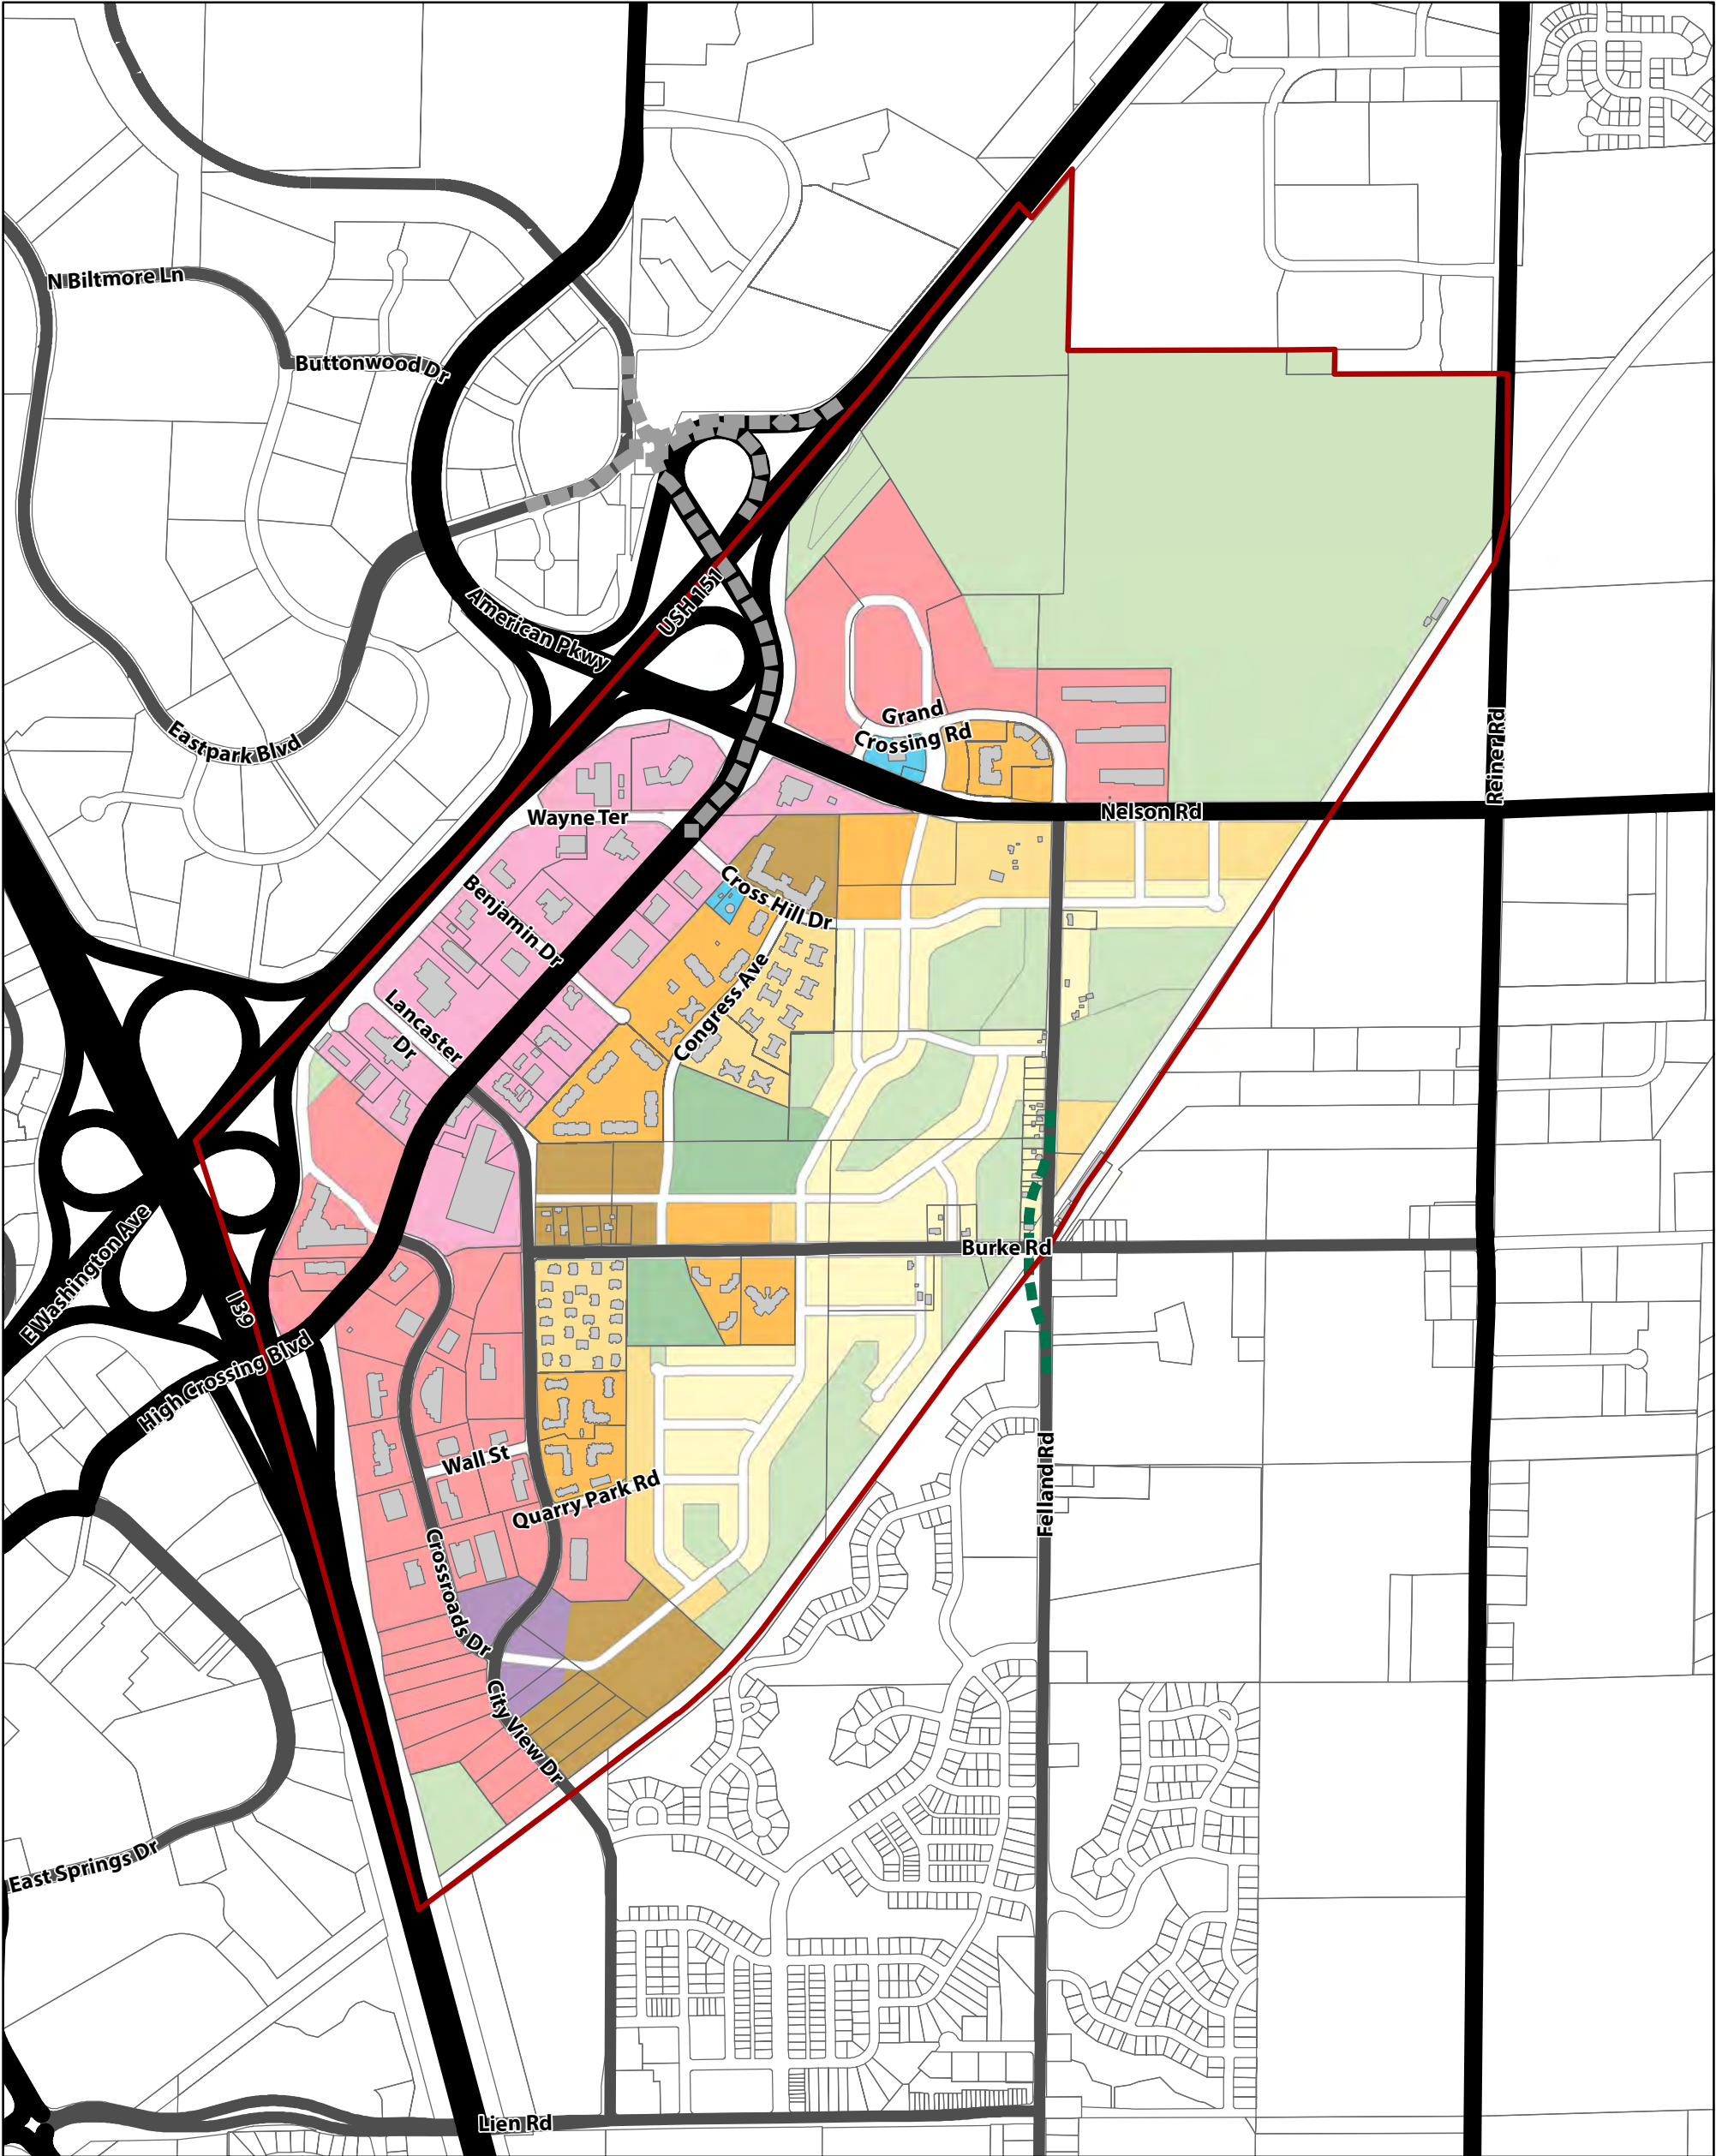 N Biltmore Ln
Buttonwood Dr
USH 151
American Pkwy
Eastpark Blvd
Grand
Crossing Rd
Reiner Rd
Nelson Rd
Wayne Ter
Cross Hill Dr
Benjamin Dr
Congress Ave
Lancaster
Dr
E Washington Ave
I 39
Burke Rd
High Crossing Blvd
Wall St
Quarry Park Rd
Felland Rd
Crossroads Dr
City View Dr
East Springs Dr
Lien Rd